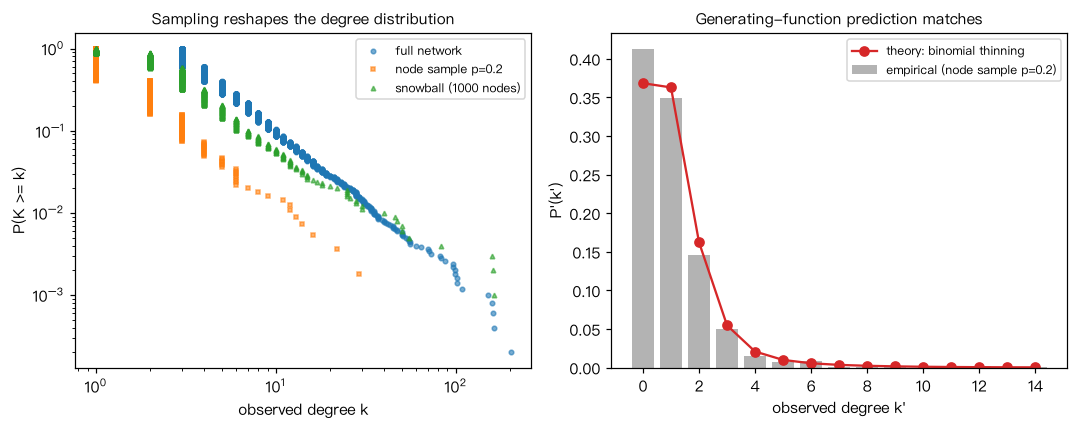 Sampling reshapes the degree distribution
P(K >= k)
10⁰
10⁻¹
10⁻²
10⁻³
full network
node sample p=0.2
snowball (1000 nodes)
10⁰
10¹
10²
observed degree k
Generating-function prediction matches
P'(k')
0.40
0.35
0.30
0.25
0.20
0.15
0.10
0.05
0.00
theory: binomial thinning
empirical (node sample p=0.2)
0
2
4
6
8
10
12
14
observed degree k'